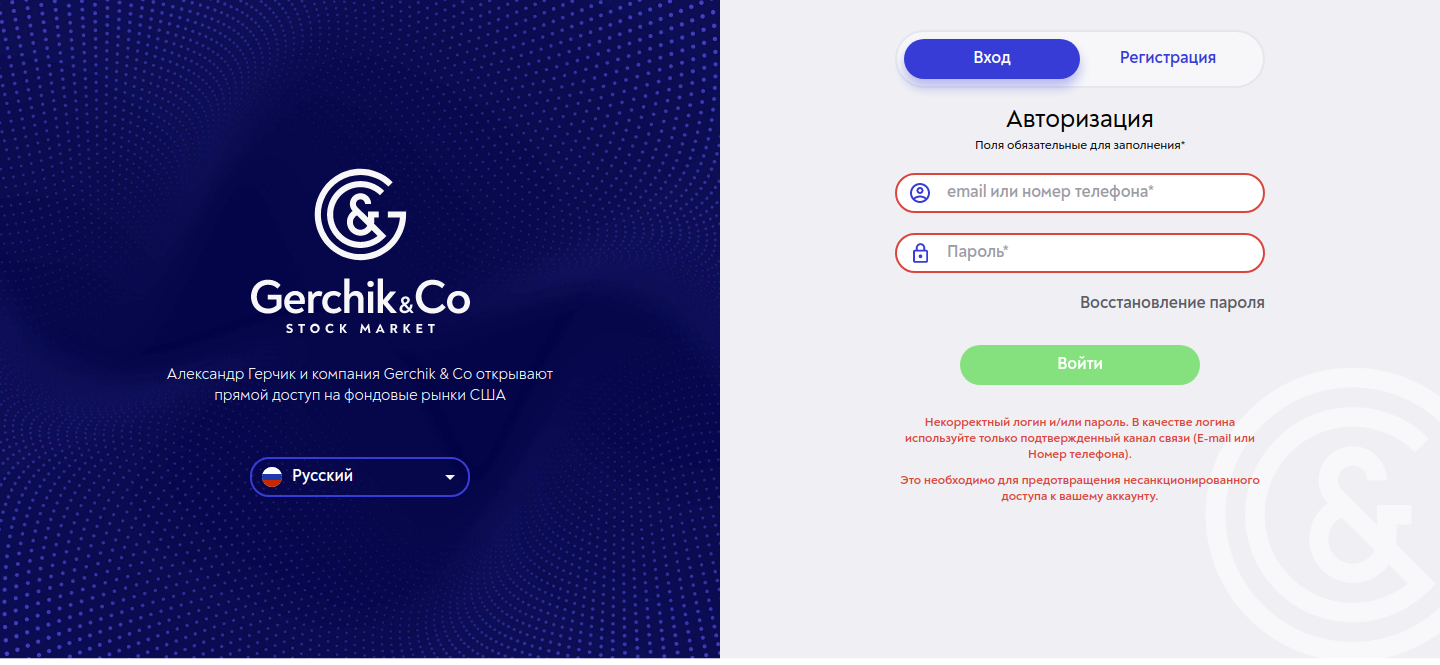 Gerchik&Co
STOCK MARKET
Александр Герчик и компания Gerchik & Co открывают
прямой доступ на фондовые рынки США
Русский
Вход
Регистрация
Авторизация
Поля обязательные для заполнения*
email или номер телефона*
Пароль*
Восстановление пароля
Войти
Некорректный логин и/или пароль. В качестве логина
используйте только подтвержденный канал связи (E-mail или
Номер телефона).
Это необходимо для предотвращения несанкционированного
доступа к вашему аккаунту.